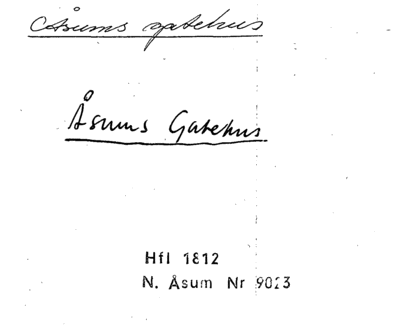 Åsums gatehus
Åsums Gatehus
Hfl 1812
N. Åsum Nr 9023